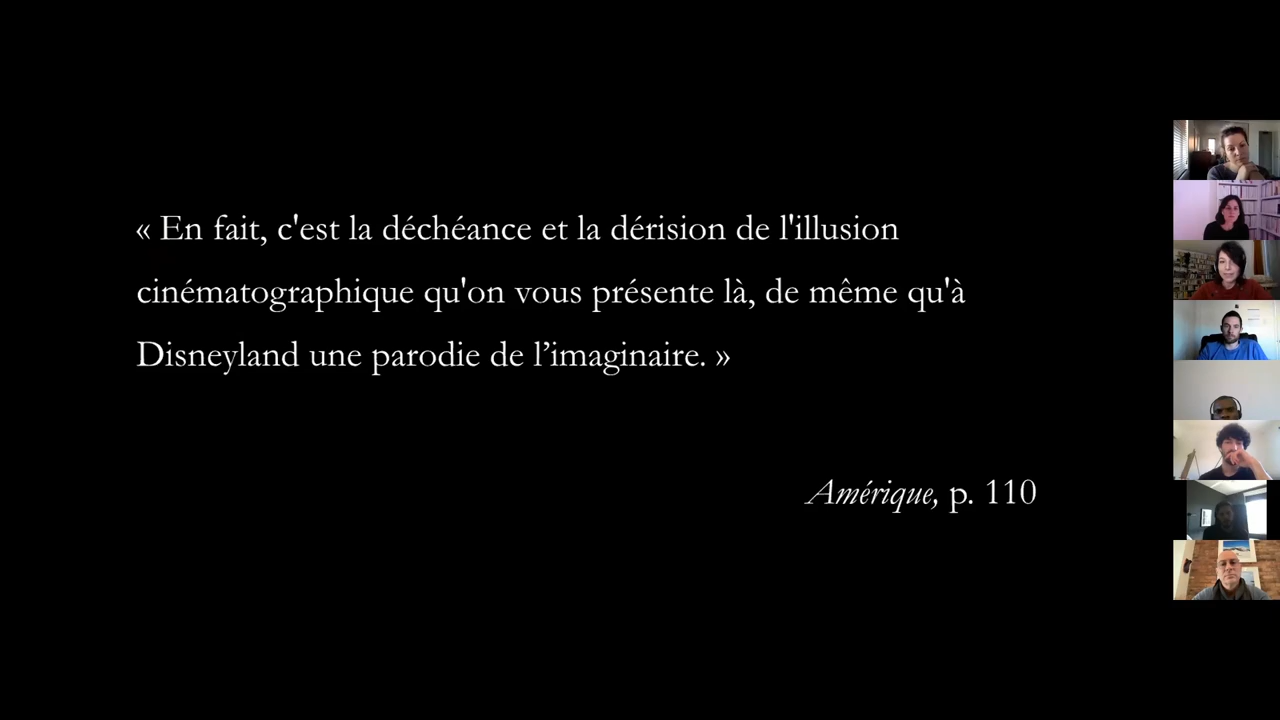 « En fait, c'est la déchéance et la dérision de l'illusion
cinématographique qu'on vous présente là, de même qu'à
Disneyland une parodie de l’imaginaire. »
Amérique, p. 110